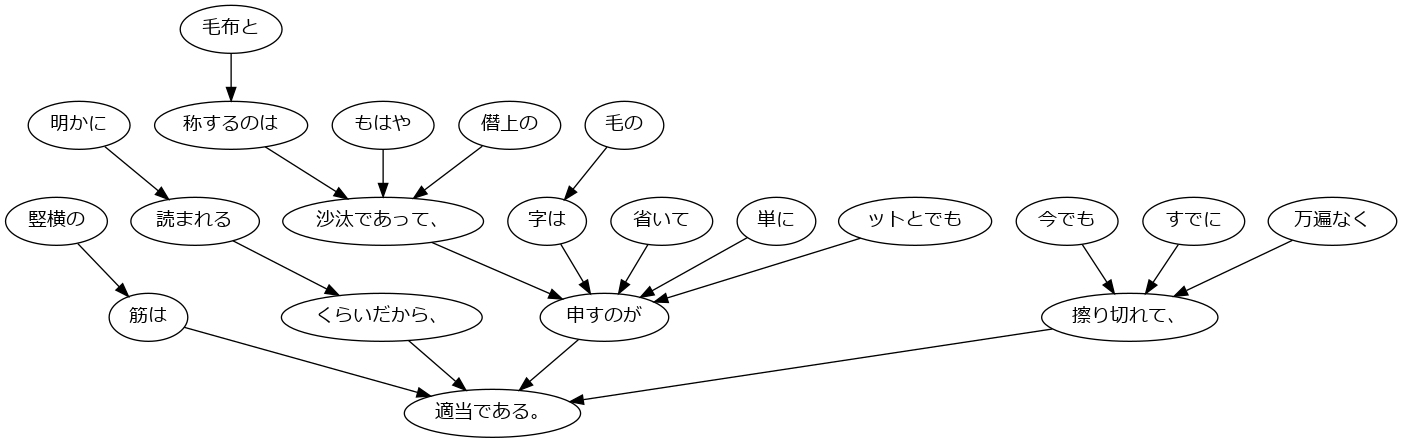 毛布と
明かに
称するのは
もはや
僭上の
毛の
竪横の
読まれる
沙汰であって、
字は
省いて
単に
ットとでも
今でも
すでに
万遍なく
筋は
くらいだから、
申すのが
擦り切れて、
適当である。